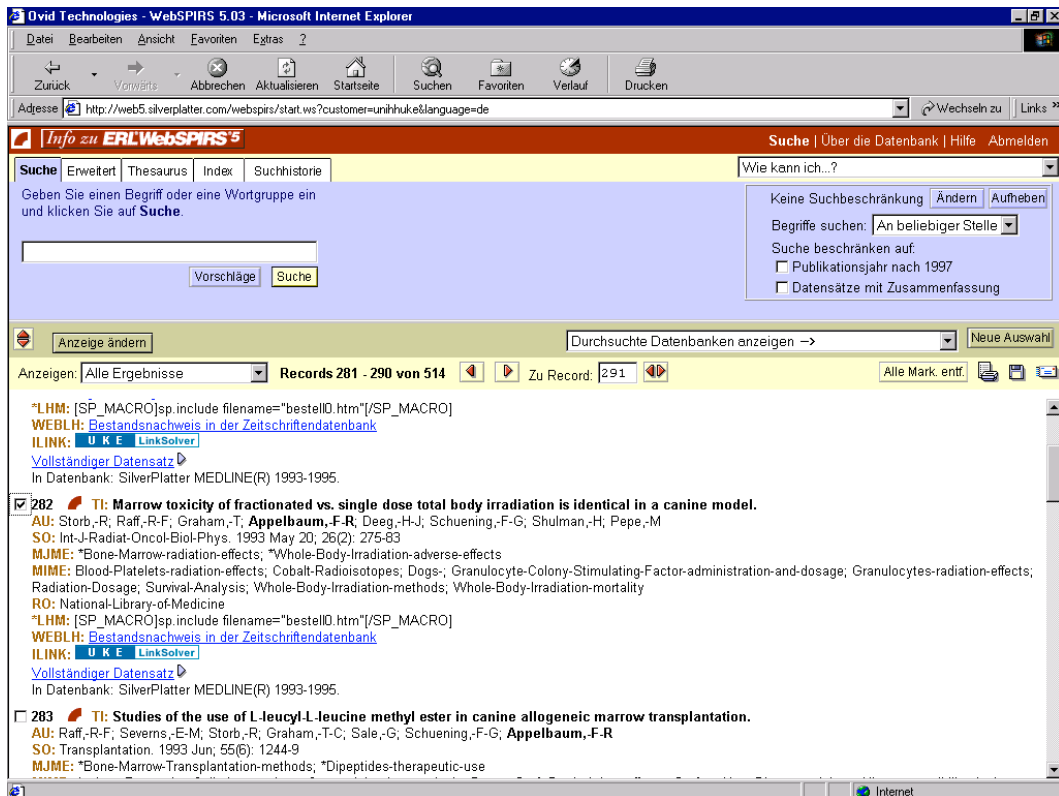 Ovid Technologies - WebSPIRS 5.03 - Microsoft Internet Explorer
Datei Bearbeiten Ansicht Favoriten Extras ?
Zurück Vorwärts Abbrechen Aktualisieren Startseite Suchen Favoriten Verlauf Drucken
Adresse http://web5.silverplatter.com/webspirs/start.ws?customer=unihhuke&language=de Wechseln zu Links »
Info zu ERL WebSPIRS 5 Suche | Über die Datenbank | Hilfe Abmelden
Suche Erweitert Thesaurus Index Suchhistorie Wie kann ich...?
Geben Sie einen Begriff oder eine Wortgruppe ein
und klicken Sie auf Suche.
Vorschläge Suche
Keine Suchbeschränkung Ändern Aufheben
Begriffe suchen: An beliebiger Stelle
Suche beschränken auf:
Publikationsjahr nach 1997
Datensätze mit Zusammenfassung
Anzeige ändern Durchsuchte Datenbanken anzeigen --> Neue Auswahl
Anzeigen: Alle Ergebnisse Records 281 - 290 von 514 Zu Record: 291 Alle Mark. entf.
*LHM: [SP_MACRO]sp.include filename="bestell0.htm"[/SP_MACRO]
WEBLH: Bestandsnachweis in der Zeitschriftendatenbank
ILINK: U K E LinkSolver
Vollständiger Datensatz
In Datenbank: SilverPlatter MEDLINE(R) 1993-1995.
282 TI: Marrow toxicity of fractionated vs. single dose total body irradiation is identical in a canine model.
AU: Storb,-R; Raff,-R-F; Graham,-T; Appelbaum,-F-R; Deeg,-H-J; Schuening,-F-G; Shulman,-H; Pepe,-M
SO: Int-J-Radiat-Oncol-Biol-Phys. 1993 May 20; 26(2): 275-83
MJME: *Bone-Marrow-radiation-effects; *Whole-Body-Irradiation-adverse-effects
MIME: Blood-Platelets-radiation-effects; Cobalt-Radioisotopes; Dogs-; Granulocyte-Colony-Stimulating-Factor-administration-and-dosage; Granulocytes-radiation-effects;
Radiation-Dosage; Survival-Analysis; Whole-Body-Irradiation-methods; Whole-Body-Irradiation-mortality
RO: National-Library-of-Medicine
*LHM: [SP_MACRO]sp.include filename="bestell0.htm"[/SP_MACRO]
WEBLH: Bestandsnachweis in der Zeitschriftendatenbank
ILINK: U K E LinkSolver
Vollständiger Datensatz
In Datenbank: SilverPlatter MEDLINE(R) 1993-1995.
283 TI: Studies of the use of L-leucyl-L-leucine methyl ester in canine allogeneic marrow transplantation.
AU: Raff,-R-F; Severns,-E-M; Storb,-R; Graham,-T-C; Sale,-G; Schuening,-F-G; Appelbaum,-F-R
SO: Transplantation. 1993 Jun; 55(6): 1244-9
MJME: *Bone-Marrow-Transplantation-methods; *Dipeptides-therapeutic-use
Internet